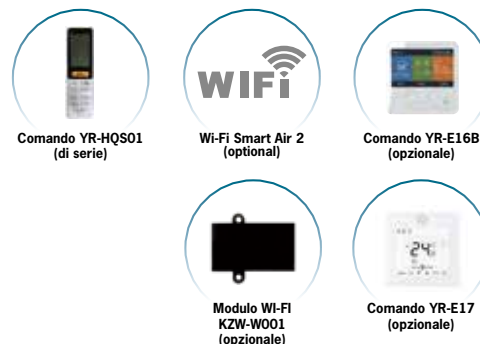 WIFi
Comando YR-HQS01
(di serie)
Wi-Fi Smart Air 2
(optional)
Comando YR-E16B
(opzionale)
24
Modulo WI-FI
KZW-W001
(opzionale)
Comando YR-E17
(opzionale)